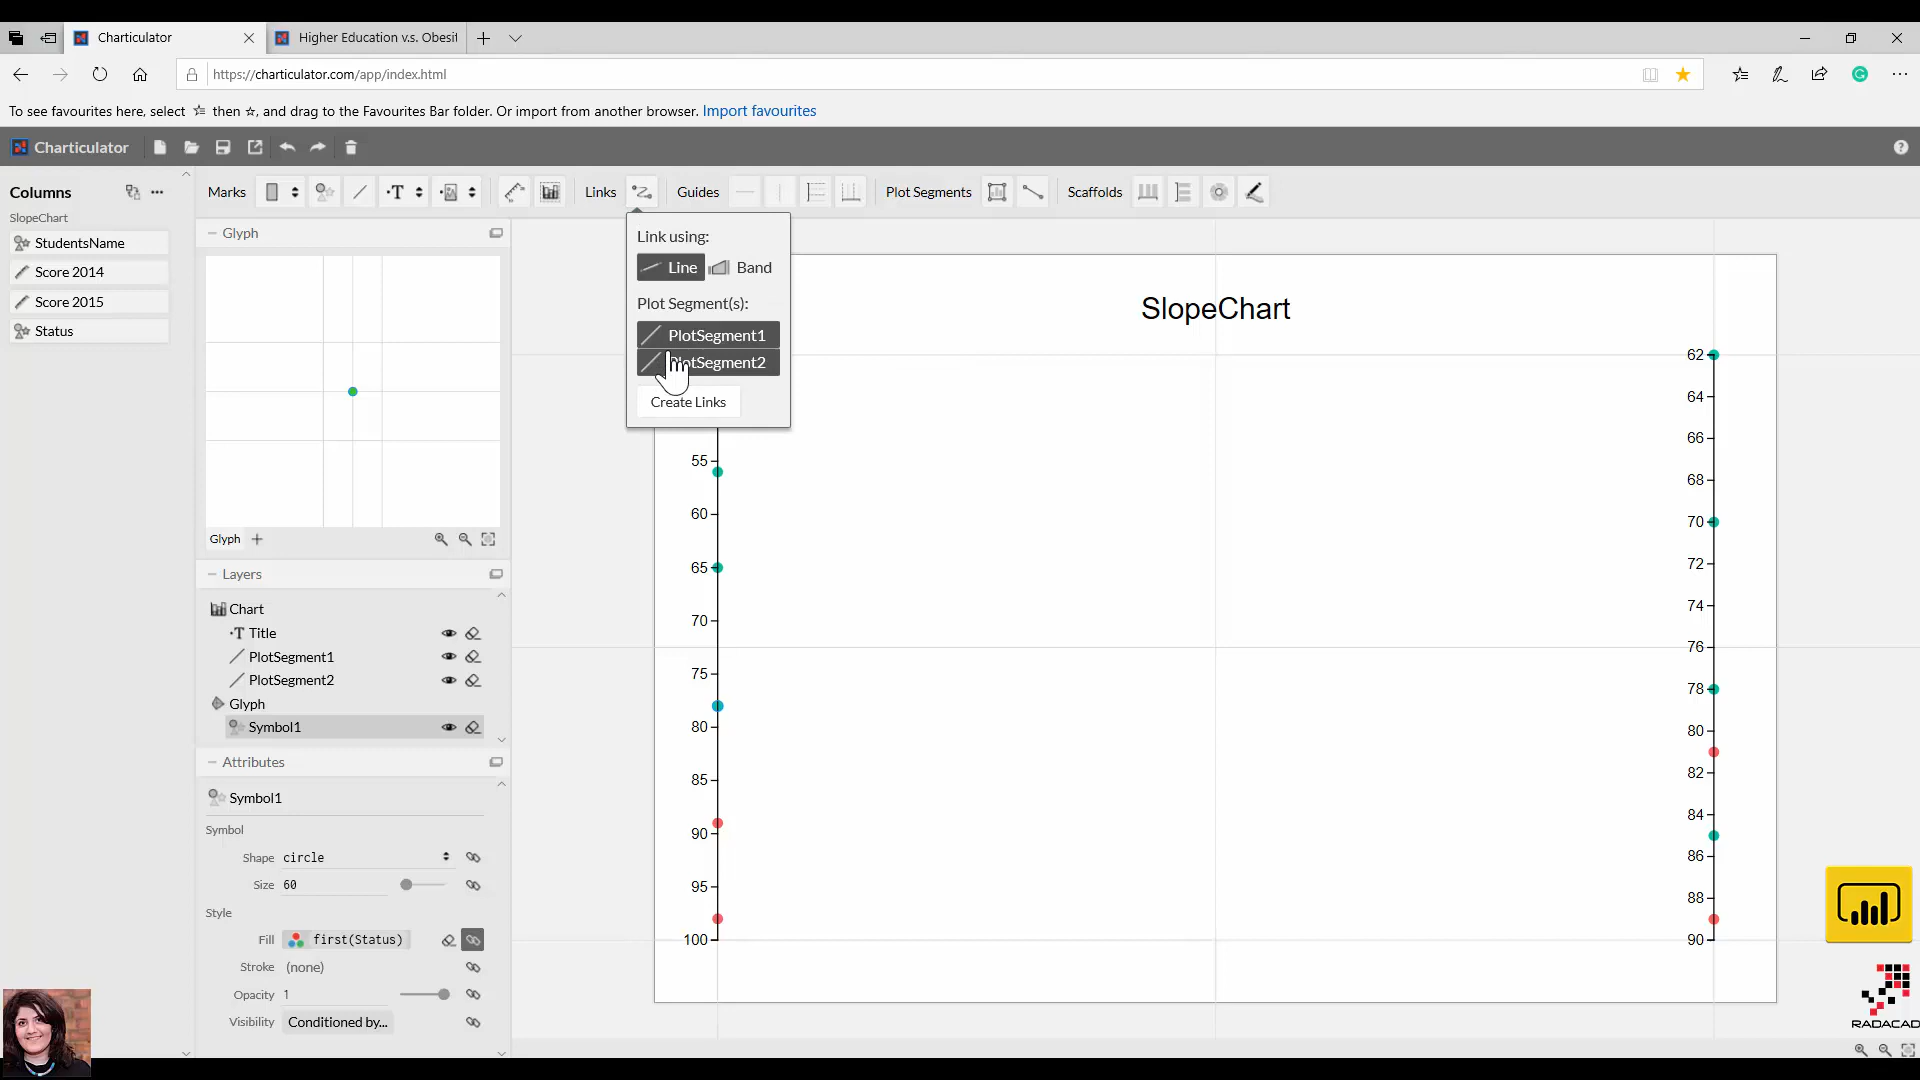 Charticulator
Higher Education v.s. Obesit
https://charticulator.com/app/index.html
To see favourites here, select then ☆, and drag to the Favourites Bar folder. Or import from another browser. Import favourites
Charticulator
Columns
SlopeChart
StudentsName
Score 2014
Score 2015
Status
Marks
T
Links
Guides
Plot Segments
Scaffolds
Glyph
Glyph
Layers
Chart
T Title
PlotSegment1
PlotSegment2
Glyph
Symbol1
Attributes
Symbol1
Symbol
Shape circle
Size 60
Style
Fill first(Status)
Stroke (none)
Opacity 1
Visibility Conditioned by...
Link using:
Line Band
Plot Segment(s):
PlotSegment1
Create Links
SlopeChart
55
60
65
70
75
80
85
90
95
100
62
64
66
68
70
72
74
76
78
80
82
84
86
88
90
RADACAD